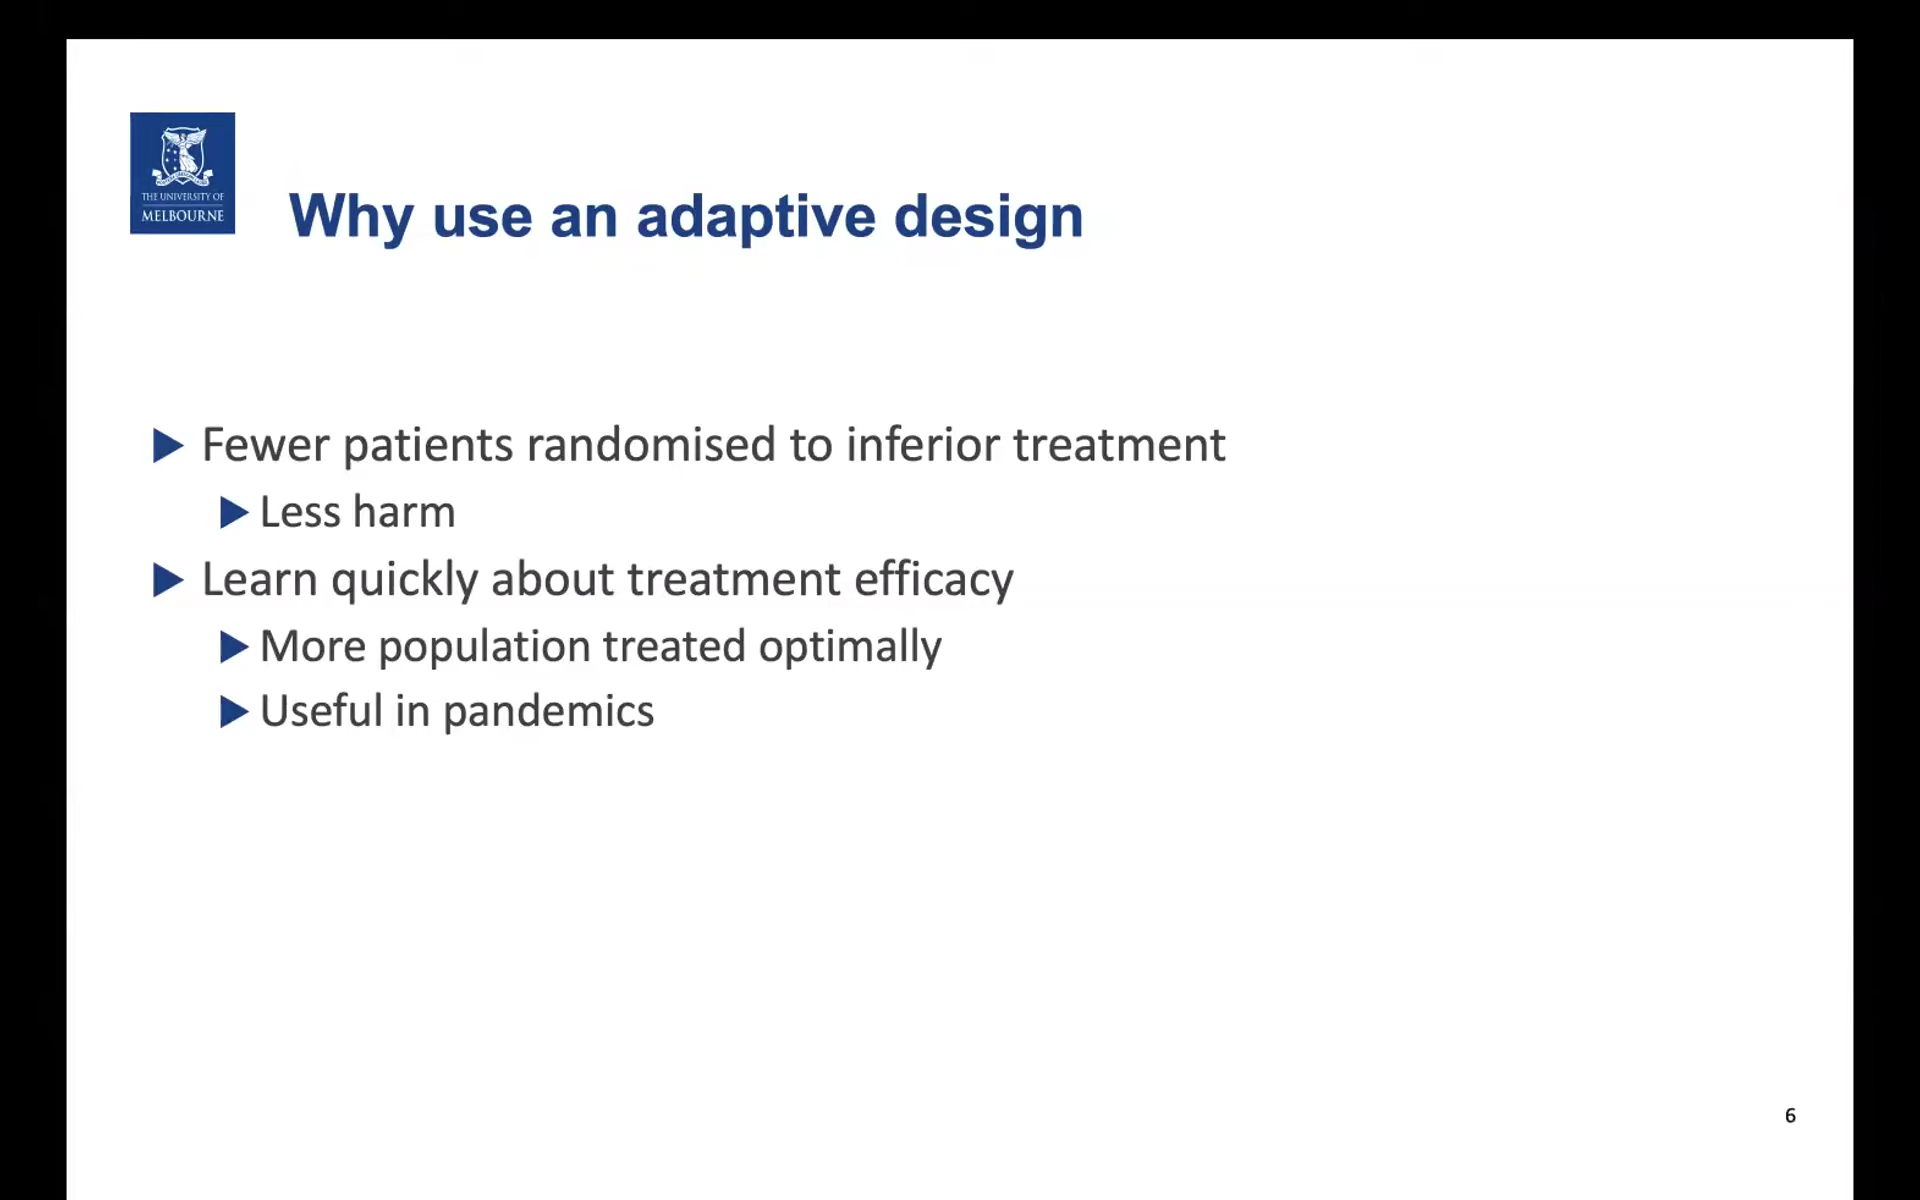 THE UNIVERSITY OF
MELBOURNE
Why use an adaptive design
Fewer patients randomised to inferior treatment
Less harm
Learn quickly about treatment efficacy
More population treated optimally
Useful in pandemics
6